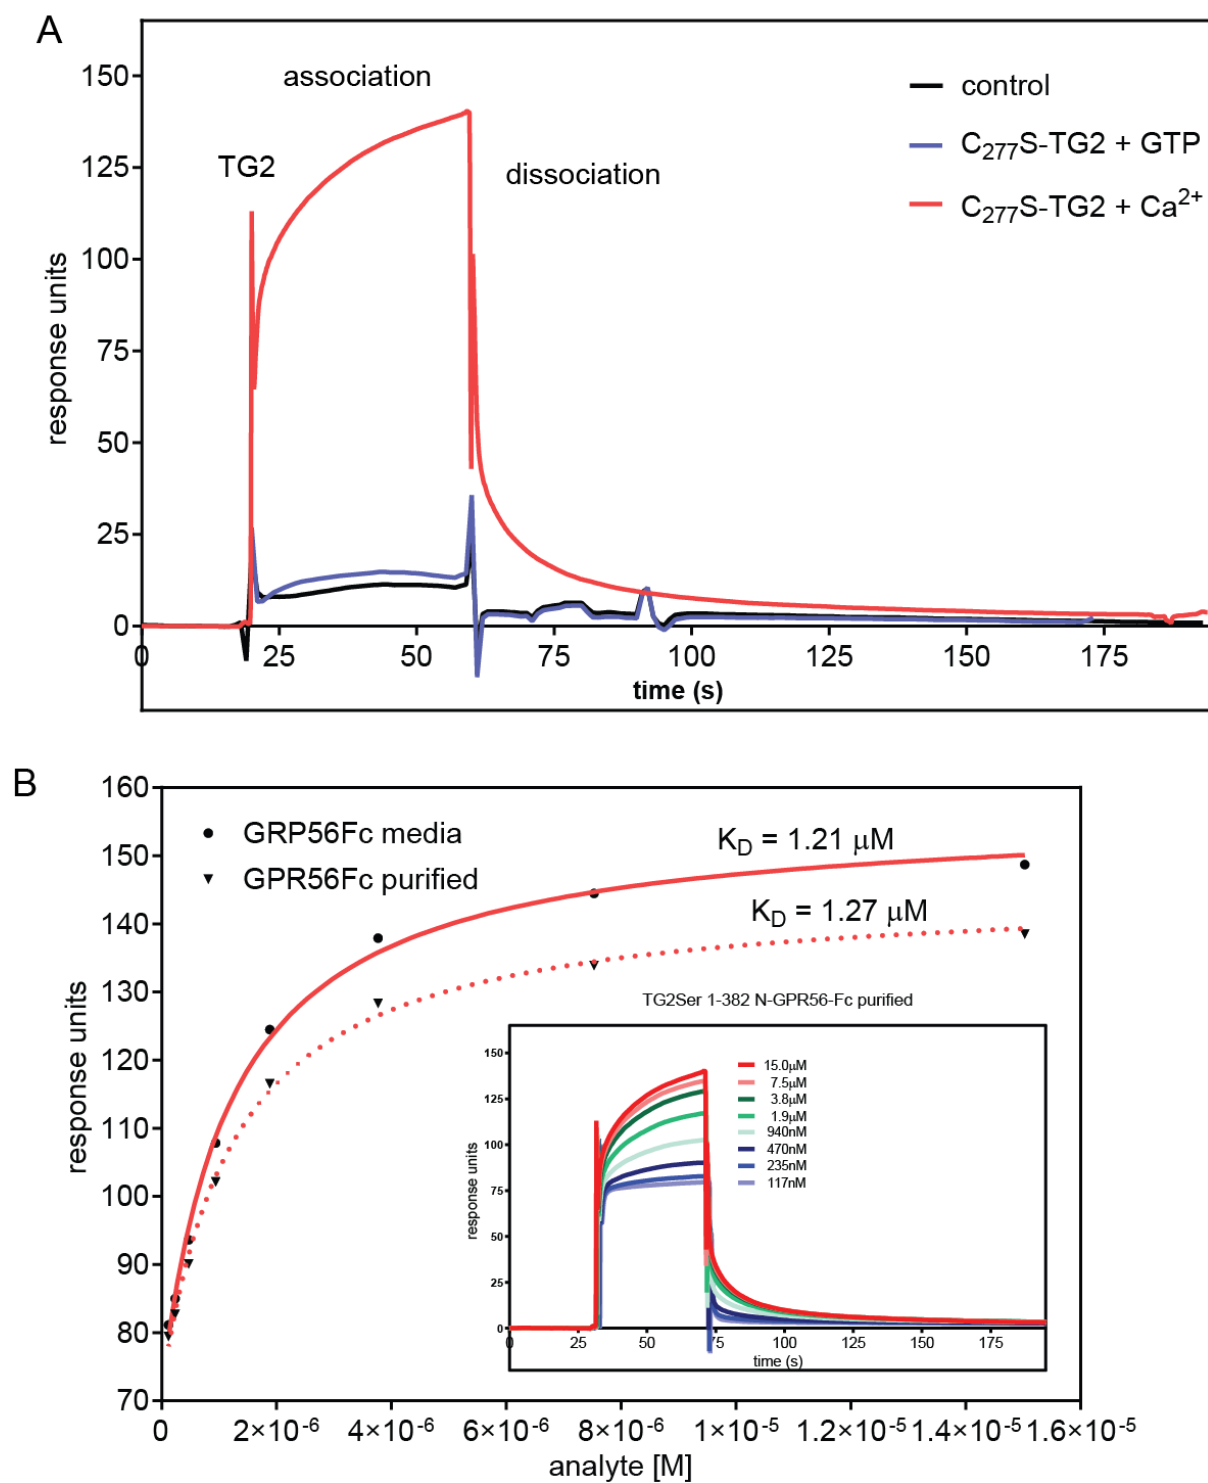 A
association
TG2
dissociation
control
C₂₇₇S-TG2 + GTP
C₂₇₇S-TG2 + Ca²⁺
response units
150
125
100
75
50
25
0
0 25 50 75 100 125 150 175
time (s)
B
GRP56Fc media
GPR56Fc purified
K_D = 1.21 μM
K_D = 1.27 μM
response units
160
150
140
130
120
110
100
90
80
70
TG2Ser 1-382 N-GPR56-Fc purified
response units
150
125
100
75
50
25
0
15.0μM
7.5μM
3.8μM
1.9μM
940nM
470nM
235nM
117nM
0 25 50 75 100 125 150 175
time (s)
0 2×10⁻⁶ 4×10⁻⁶ 6×10⁻⁶ 8×10⁻⁶ 1×10⁻⁵ 1.2×10⁻⁵ 1.4×10⁻⁵ 1.6×10⁻⁵
analyte [M]